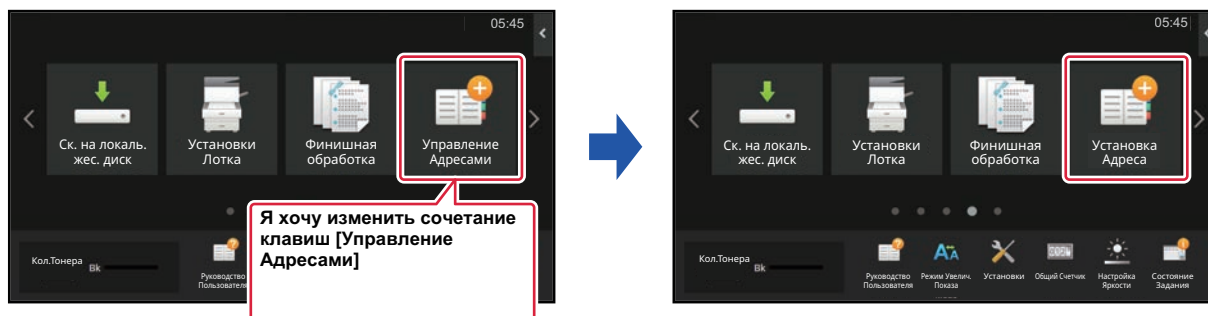 05:45
Ск. на локаль.
жес. диск
Установки
Лотка
Финишная
обработка
Управление
Адресами
Я хочу изменить сочетание
клавиш [Управление
Адресами]
Кол.Тонера
Bk
Руководство
Пользователя
05:45
Ск. на локаль.
жес. диск
Установки
Лотка
Финишная
обработка
Установка
Адреса
Кол.Тонера
Bk
Руководство
Пользователя
Режим Увелич.
Показа
Установки
Общий Счетчик
Настройка
Яркости
Состояние
Задания